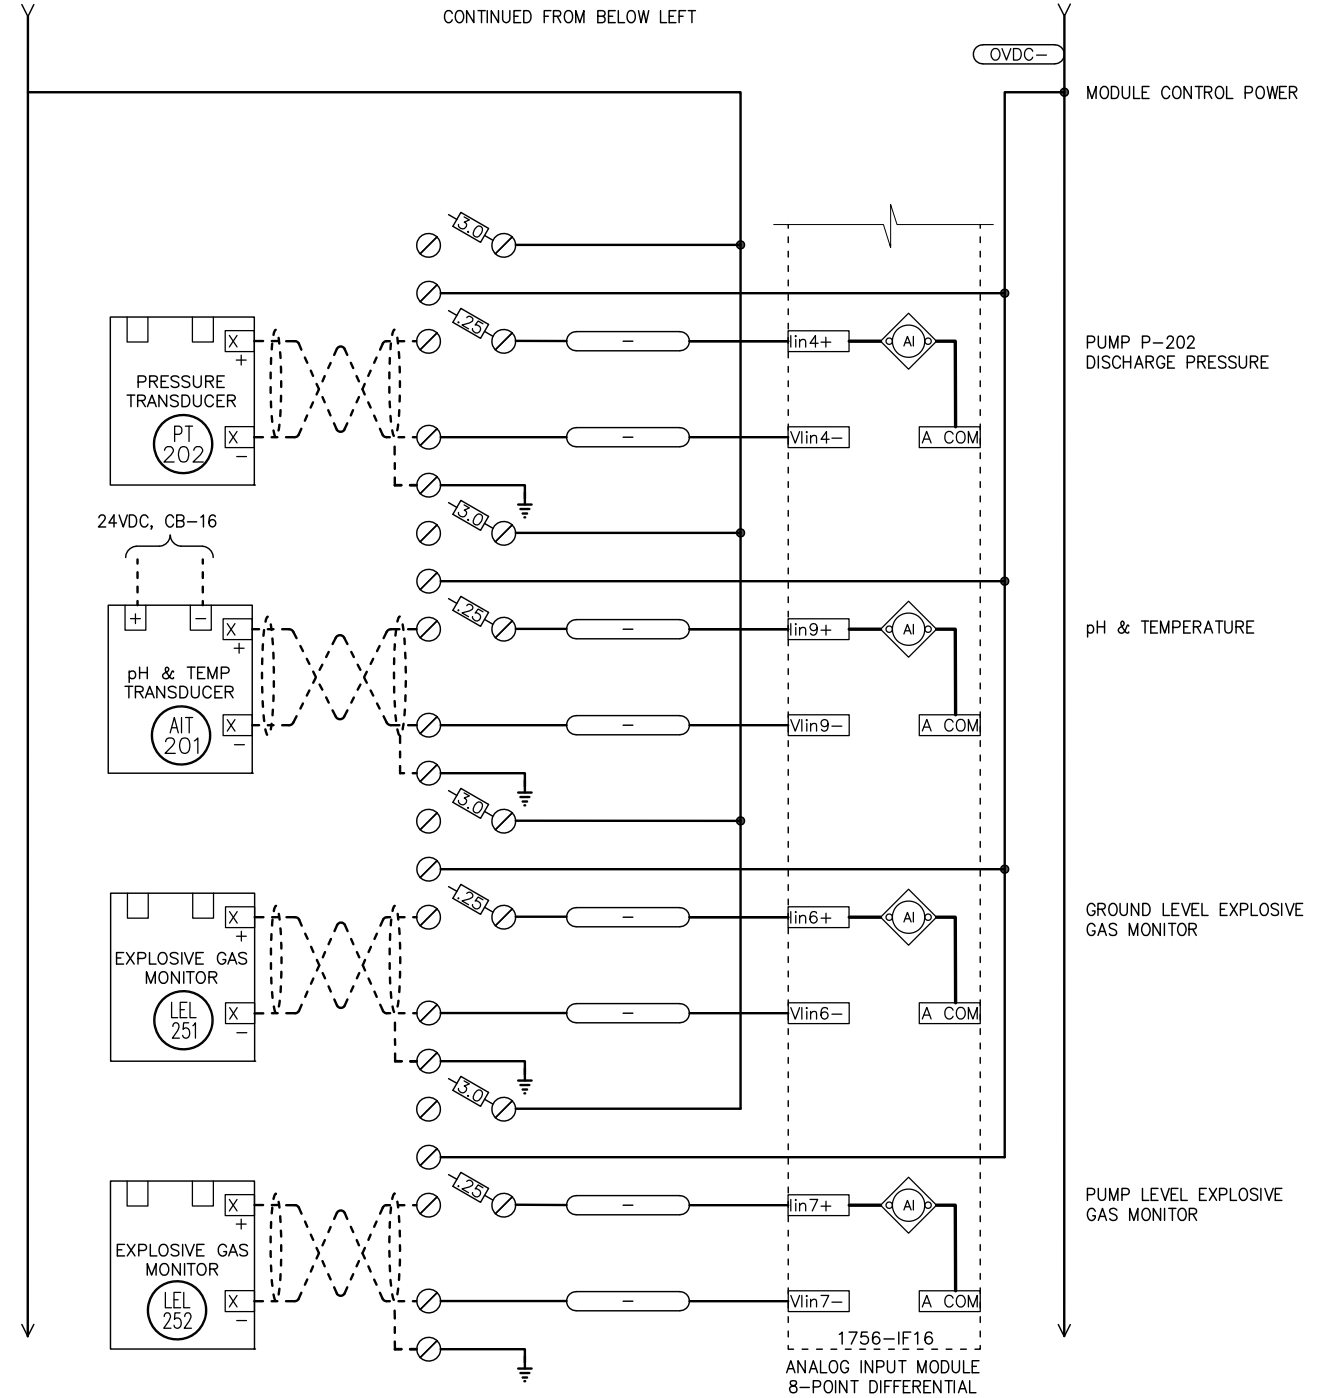 CONTINUED FROM BELOW LEFT
0VDC-
MODULE CONTROL POWER
3.0
.25
X
+
-
Iin4+
AI
PUMP P-202
DISCHARGE PRESSURE
PRESSURE
TRANSDUCER
PT
202
X
-
-
VIin4-
A COM
3.0
24VDC, CB-16
.25
+
-
X
+
-
Iin9+
AI
pH & TEMPERATURE
pH & TEMP
TRANSDUCER
AIT
201
X
-
-
VIin9-
A COM
3.0
.25
X
+
-
Iin6+
AI
GROUND LEVEL EXPLOSIVE
GAS MONITOR
EXPLOSIVE GAS
MONITOR
LEL
251
X
-
-
VIin6-
A COM
3.0
.25
X
+
-
Iin7+
AI
PUMP LEVEL EXPLOSIVE
GAS MONITOR
EXPLOSIVE GAS
MONITOR
LEL
252
X
-
-
VIin7-
A COM
1756-IF16
ANALOG INPUT MODULE
8-POINT DIFFERENTIAL